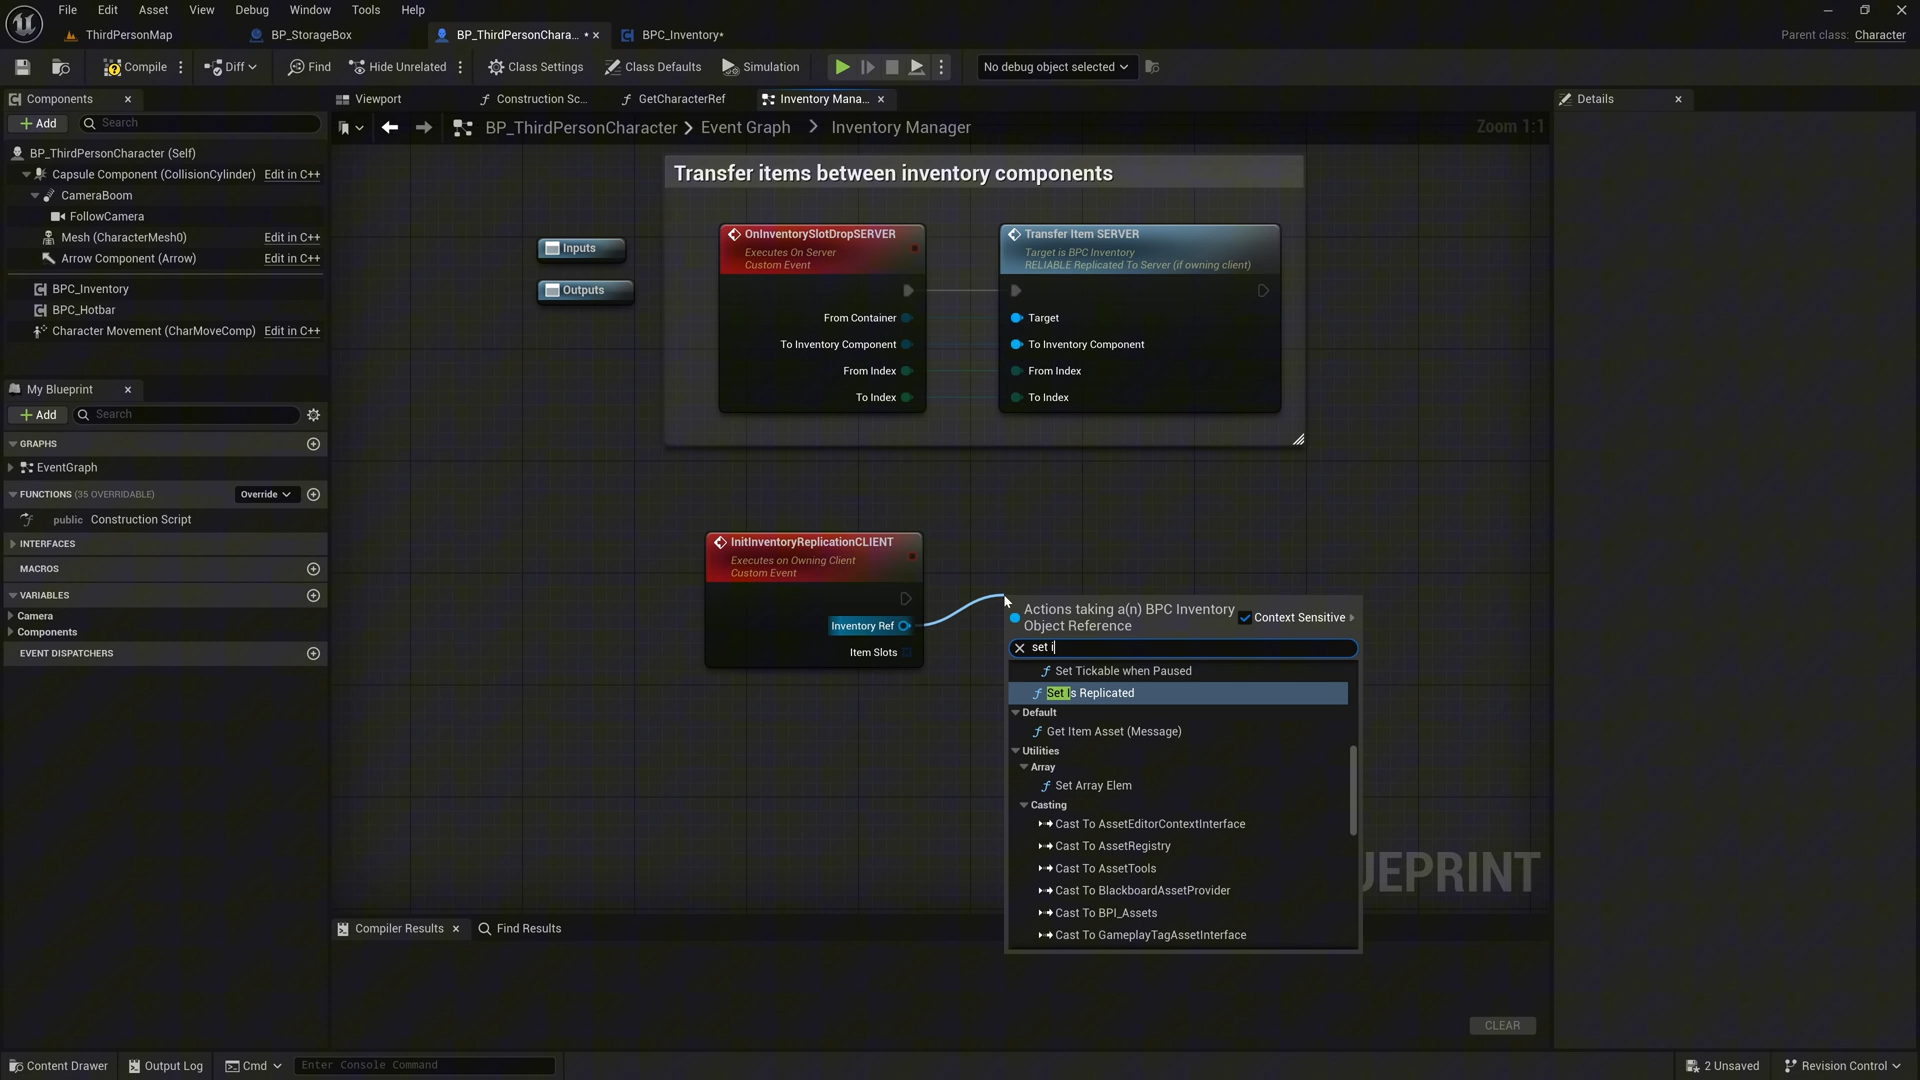 File Edit Asset View Debug Window Tools Help
ThirdPersonMap BP_StorageBox BP_ThirdPersonChara... * BPC_Inventory* Parent class: Character
Compile Diff Find Hide Unrelated Class Settings Class Defaults Simulation No debug object selected
Components Viewport Construction Sc... GetCharacterRef Inventory Mana... Details
Add Search BP_ThirdPersonCharacter > Event Graph > Inventory Manager Zoom 1:1
BP_ThirdPersonCharacter (Self)
Capsule Component (CollisionCylinder) Edit in C++
CameraBoom
FollowCamera
Mesh (CharacterMesh0) Edit in C++
Arrow Component (Arrow) Edit in C++
BPC_Inventory
BPC_Hotbar
Character Movement (CharMoveComp) Edit in C++
My Blueprint
Add Search
GRAPHS
EventGraph
FUNCTIONS (35 OVERRIDABLE) Override
public Construction Script
INTERFACES
MACROS
VARIABLES
Camera
Components
EVENT DISPATCHERS
Transfer items between inventory components
Inputs
Outputs
OnInventorySlotDropSERVER
Executes On Server
Custom Event
From Container
To Inventory Component
From Index
To Index
Transfer Item SERVER
Target is BPC Inventory
RELIABLE Replicated To Server (if owning client)
Target
To Inventory Component
From Index
To Index
InitInventoryReplicationCLIENT
Executes on Owning Client
Custom Event
Inventory Ref
Item Slots
Actions taking a(n) BPC Inventory
Object Reference
Context Sensitive
set i
Set Tickable when Paused
Set Is Replicated
Default
Get Item Asset (Message)
Utilities
Array
Set Array Elem
Casting
Cast To AssetEditorContextInterface
Cast To AssetRegistry
Cast To AssetTools
Cast To BlackboardAssetProvider
Cast To BPI_Assets
Cast To GameplayTagAssetInterface
UEPRINT
Compiler Results Find Results
CLEAR
Content Drawer Output Log Cmd Enter Console Command 2 Unsaved Revision Control